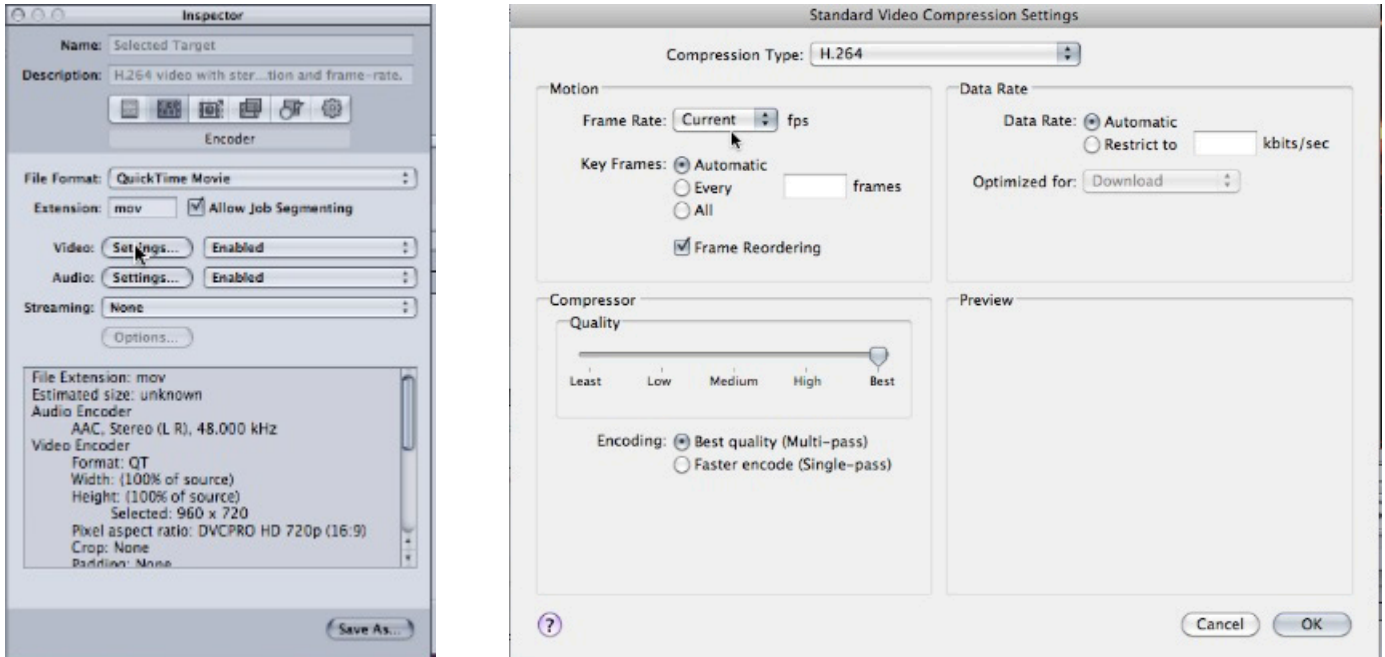 Inspector
Name: Selected Target
Description: H.264 video with ster...tion and frame-rate.
Encoder
File Format: QuickTime Movie
Extension: mov Allow Job Segmenting
Video: Settings... Enabled
Audio: Settings... Enabled
Streaming: None
Options...
File Extension: mov
Estimated size: unknown
Audio Encoder
AAC, Stereo (L R), 48.000 kHz
Video Encoder
Format: QT
Width: (100% of source)
Height: (100% of source)
Selected: 960 x 720
Pixel aspect ratio: DVCPRO HD 720p (16:9)
Crop: None
Padding: None
Save As...
Standard Video Compression Settings
Compression Type: H.264
Motion
Frame Rate: Current fps
Key Frames: Automatic
Every frames
All
Frame Reordering
Data Rate
Data Rate: Automatic
Restrict to kbits/sec
Optimized for: Download
Compressor
Quality
Least Low Medium High Best
Encoding: Best quality (Multi-pass)
Faster encode (Single-pass)
Preview
?
Cancel OK